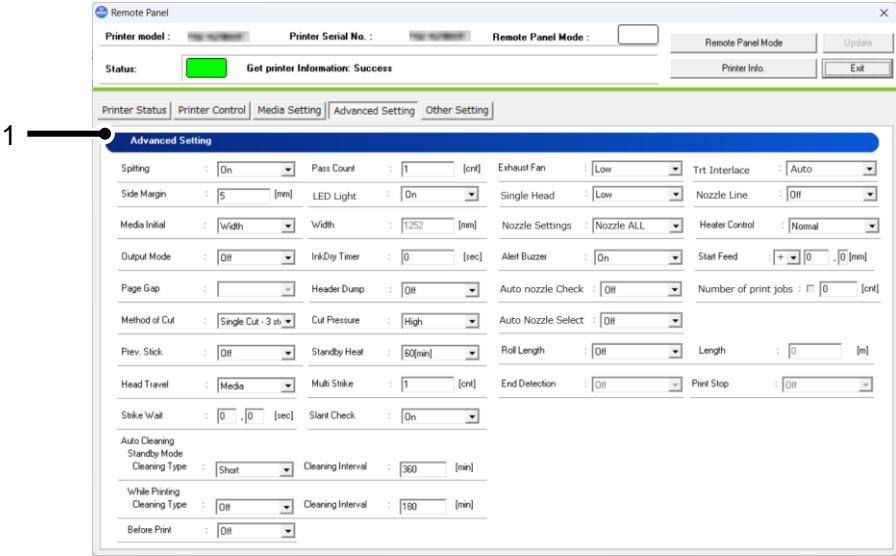 Remote Panel
Printer model : Printer Serial No. : Remote Panel Mode : Remote Panel Mode Update
Status: Get printer Information: Success Printer Info. Exit
Printer Status Printer Control Media Setting Advanced Setting Other Setting
1
Advanced Setting
Spitting : On Pass Count : 1 [cnt] Exhaust Fan : Low Trt Interlace : Auto
Side Margin : 5 [mm] LED Light : On Single Head : Low Nozzle Line : Off
Media Initial : Width Width : 1252 [mm] Nozzle Settings : Nozzle ALL Heater Control : Normal
Output Mode : Off InkDry Timer : 0 [sec] Alert Buzzer : On Start Feed : + 0 . 0 [mm]
Page Gap : Header Dump : Off Auto nozzle Check : Off Number of print jobs : 0 [cnt]
Method of Cut : Single Cut - 3 Cut Pressure : High Auto Nozzle Select : Off
Prev. Stick : Off Standby Heat : 60[min] Roll Length : Off Length : 0 [m]
Head Travel : Media Multi Strike : 1 [cnt] End Detection : Off Print Stop : Off
Strike Wait : 0 . 0 [sec] Slant Check : On
Auto Cleaning
Standby Mode
Cleaning Type : Short Cleaning Interval : 360 [min]
While Printing
Cleaning Type : Off Cleaning Interval : 180 [min]
Before Print : Off